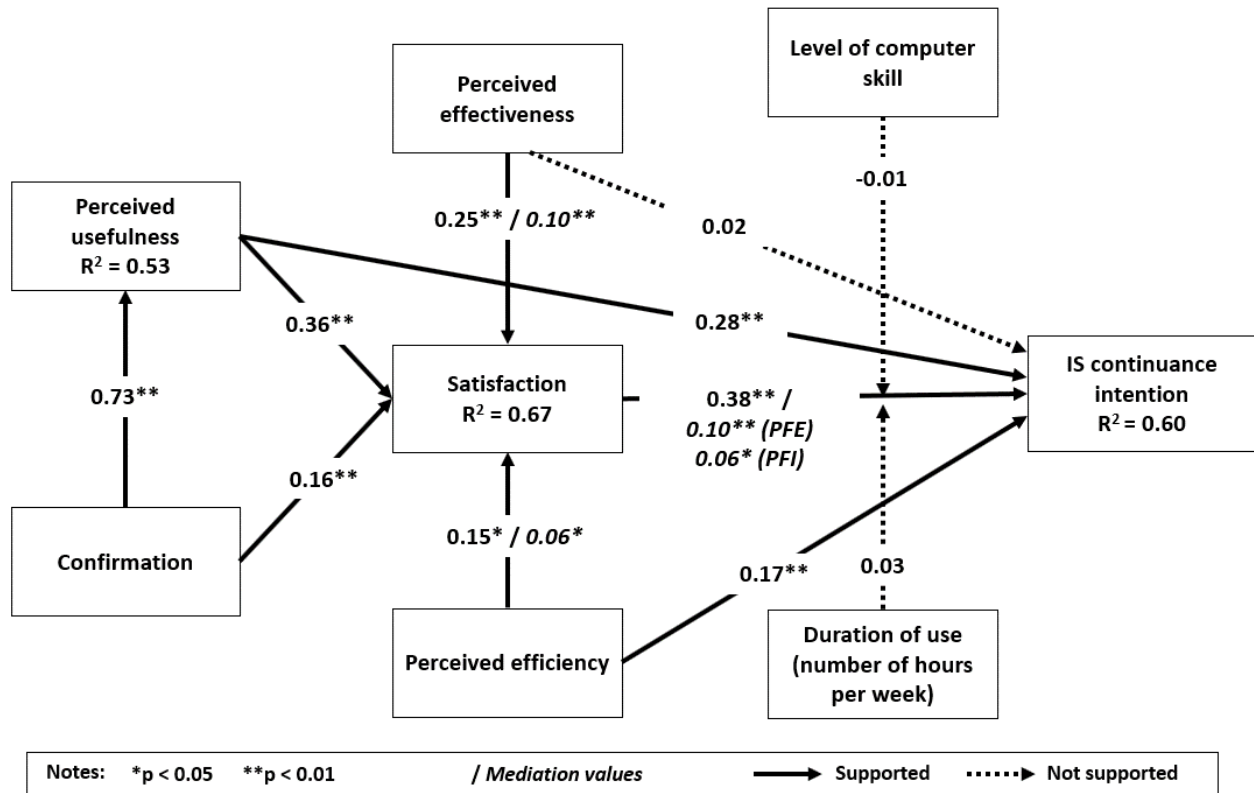 Level of computer
skill
Perceived
effectiveness
-0.01
Perceived
usefulness
R² = 0.53
0.25** / 0.10**
0.02
0.36**
0.28**
Satisfaction
R² = 0.67
IS continuance
intention
R² = 0.60
0.73**
0.38** /
0.10** (PFE)
0.06* (PFI)
0.16**
Confirmation
0.15* / 0.06*
0.17**
0.03
Perceived efficiency
Duration of use
(number of hours
per week)
Notes: *p < 0.05 **p < 0.01 / Mediation values Supported Not supported